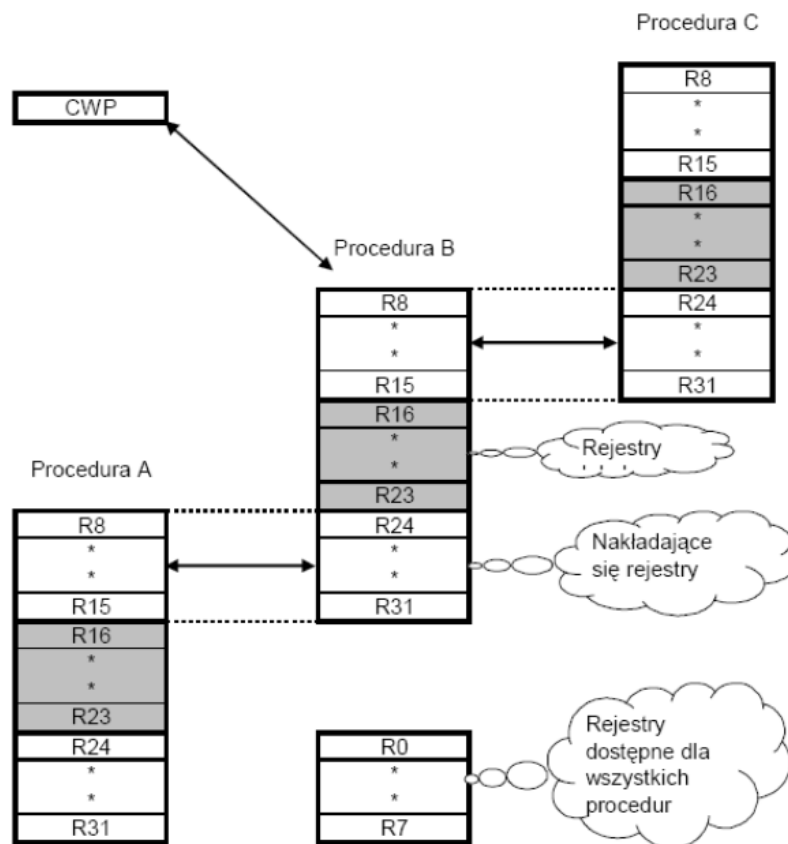 Procedura C
R8
*
*
R15
R16
*
*
R23
R24
*
*
R31
CWP
Procedura B
R8
*
*
R15
R16
*
*
R23
R24
*
*
R31
Rejestry
Nakładające
się rejestry
Procedura A
R8
*
*
R15
R16
*
*
R23
R24
*
*
R31
R0
*
*
R7
Rejestry
dostępne dla
wszystkich
procedur